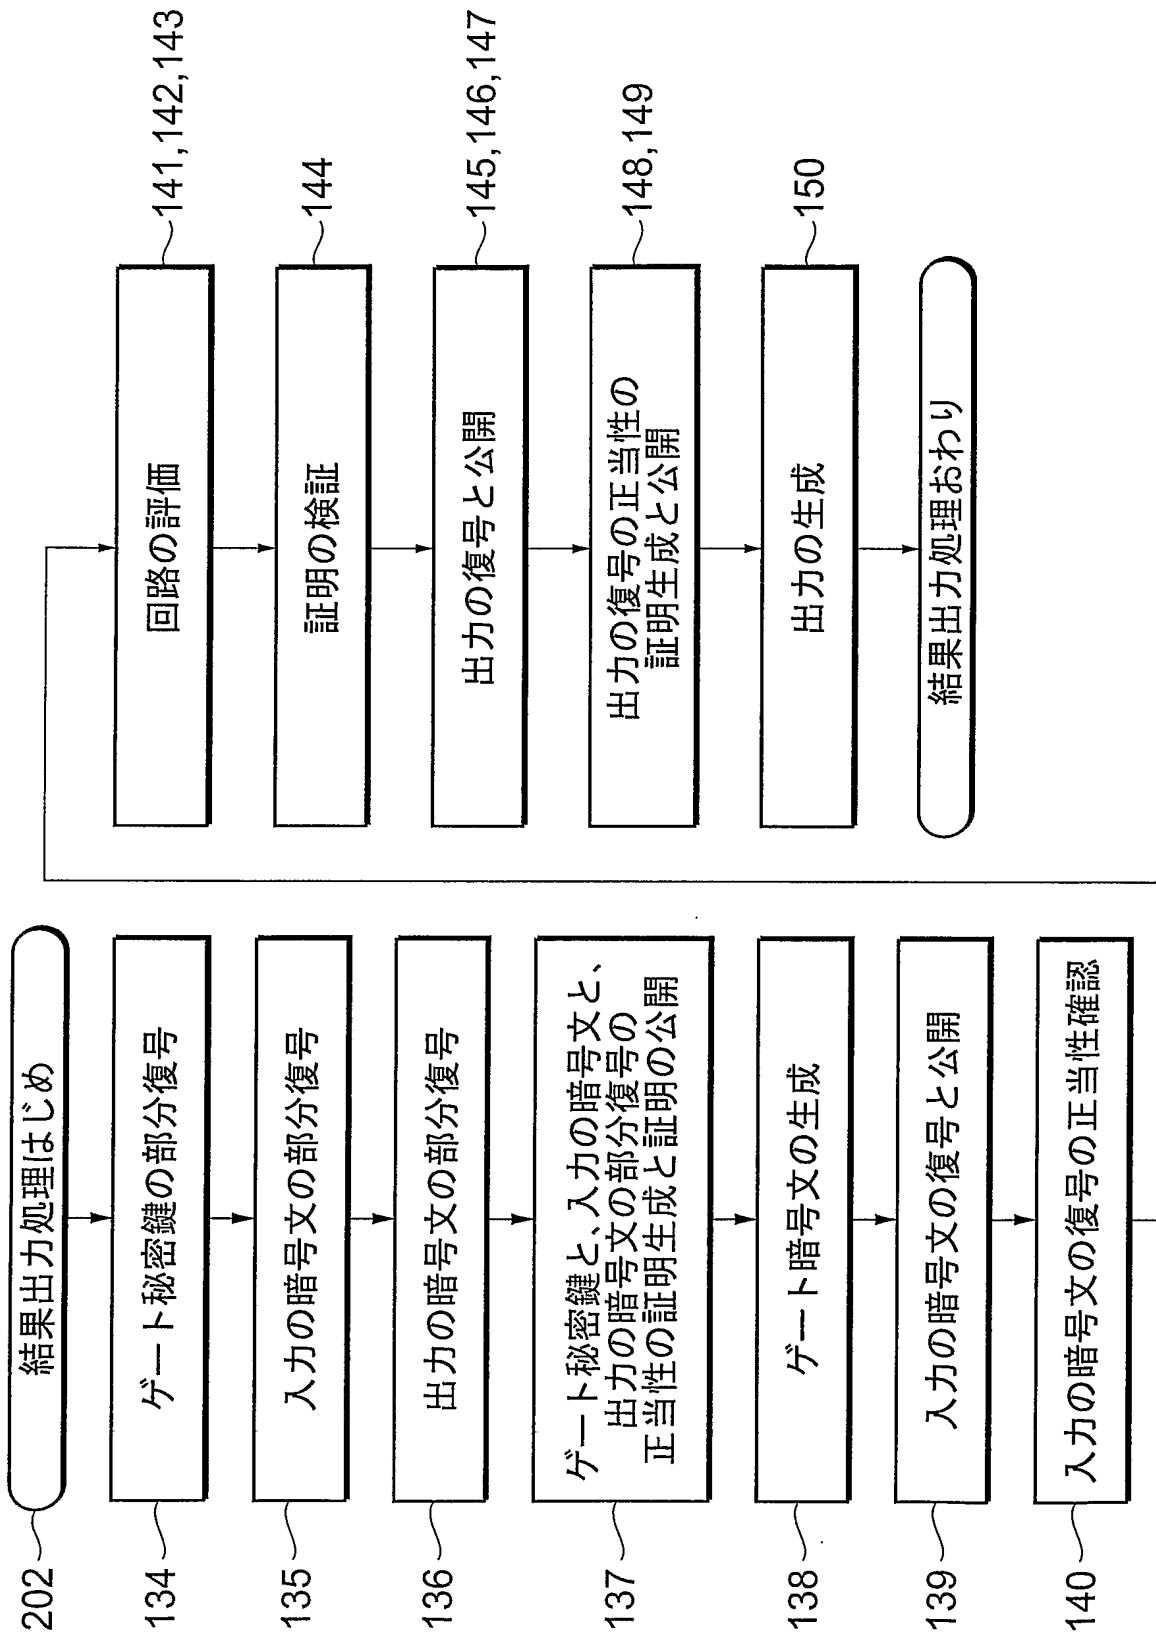 202
結果出力処理はじめ
134
ゲート秘密鍵の部分復号
135
入力の暗号文の部分復号
136
出力の暗号文の部分復号
137
ゲート秘密鍵と、入力の暗号文と、
出力の暗号文の部分復号の
正当性の証明生成と証明の公開
138
ゲート暗号文の生成
139
入力の暗号文の復号と公開
140
入力の暗号文の復号の正当性確認
回路の評価
141,142,143
証明の検証
144
出力の復号と公開
145,146,147
出力の復号の正当性の
証明生成と公開
148,149
出力の生成
150
結果出力処理おわり